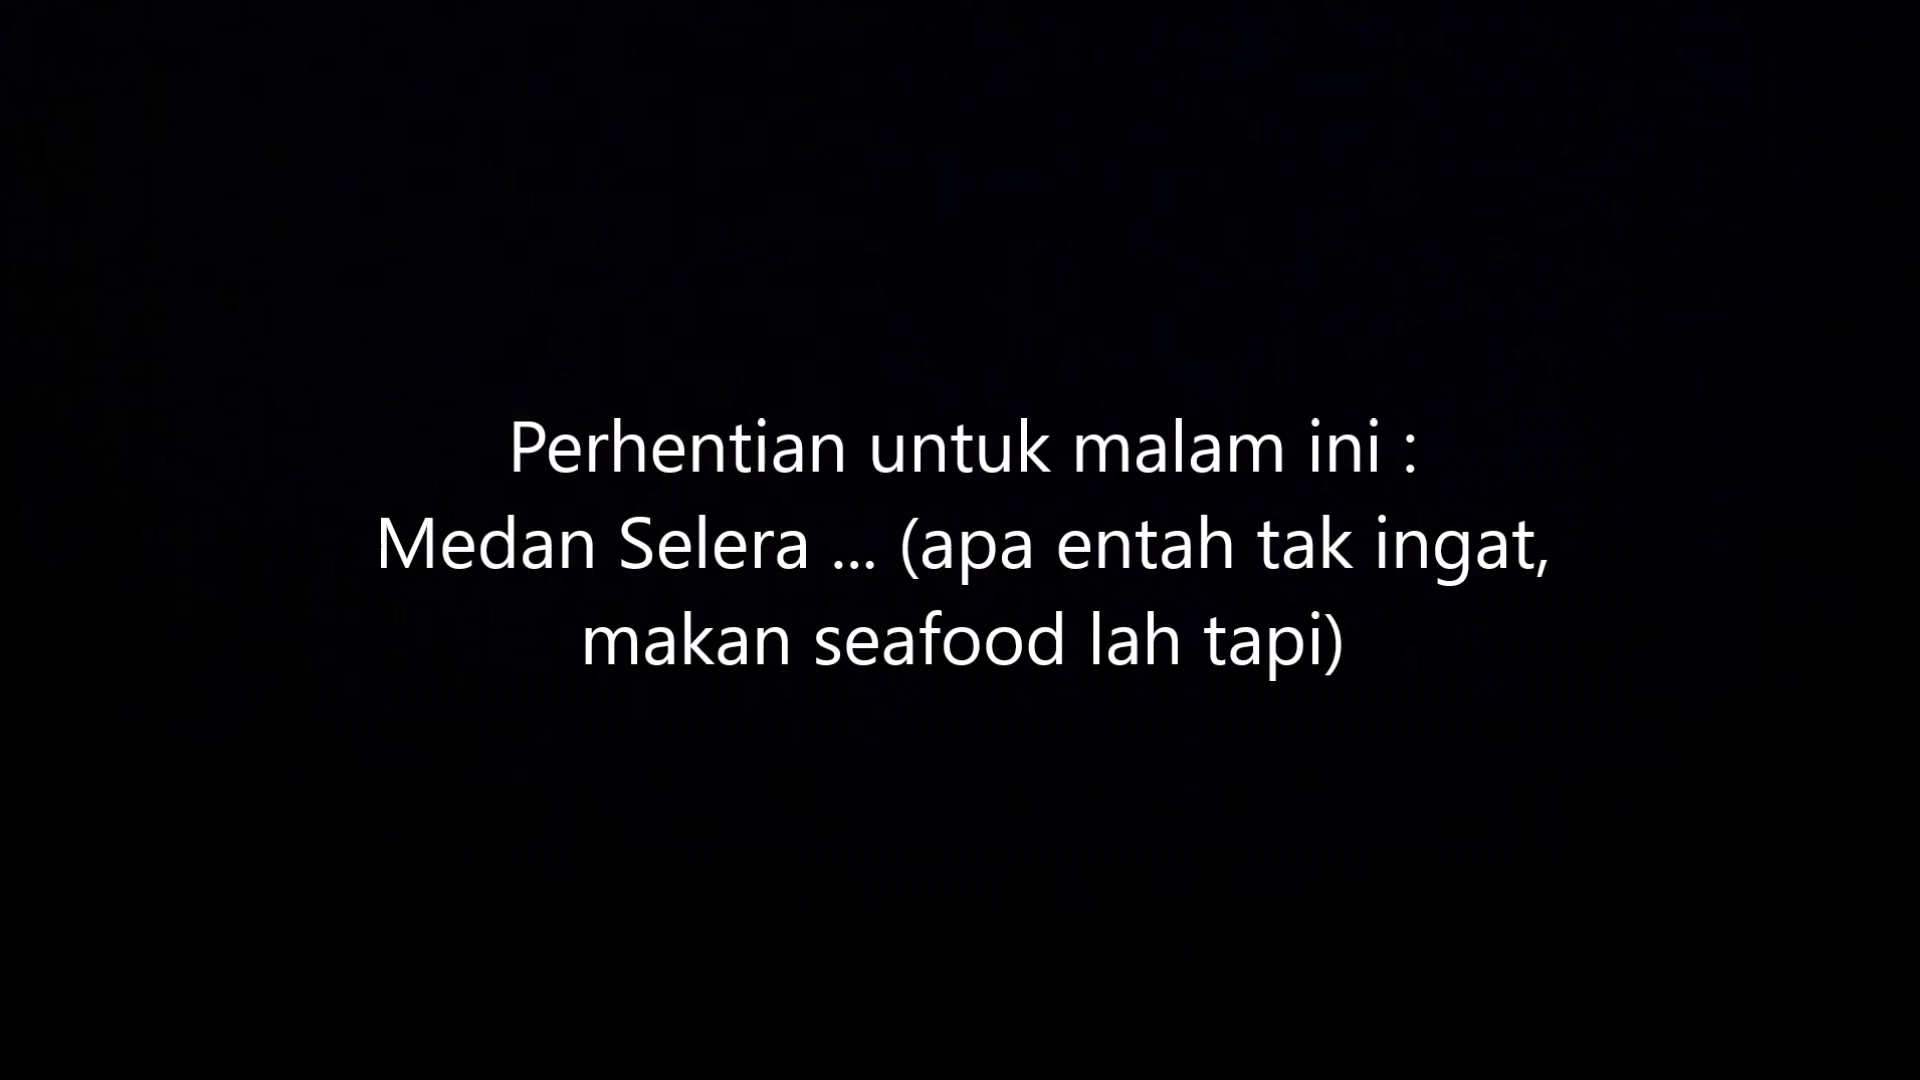 Perhentian untuk malam ini :
Medan Selera ... (apa entah tak ingat,
makan seafood lah tapi)